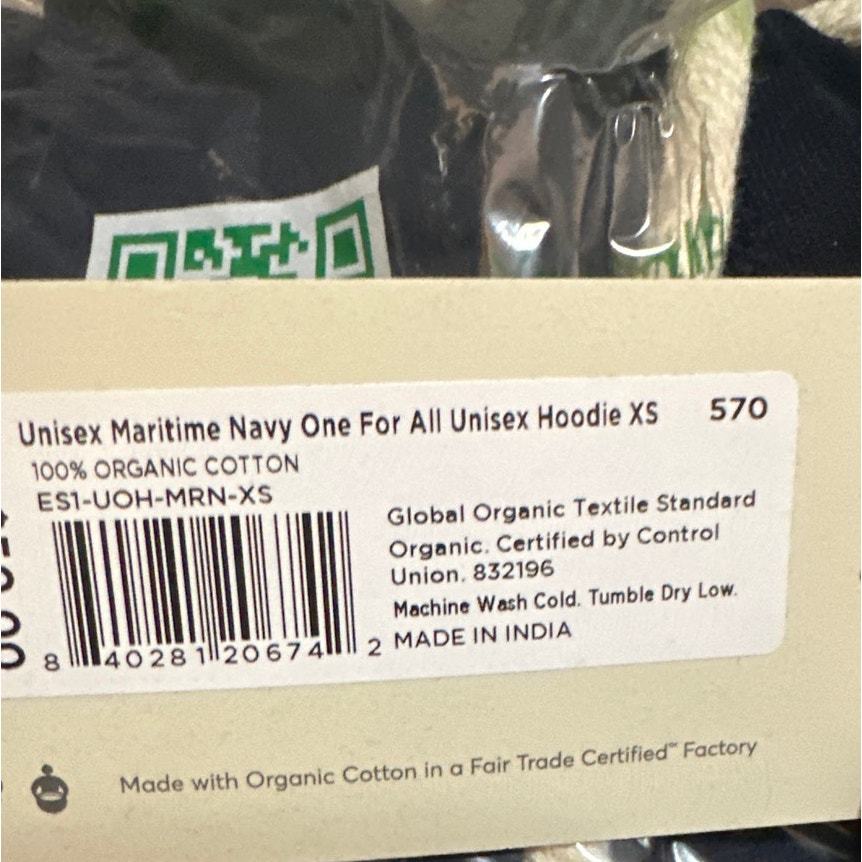 Unisex Maritime Navy One For All Unisex Hoodie XS 570
100% ORGANIC COTTON
ES1-UOH-MRN-XS
Global Organic Textile Standard
Organic. Certified by Control
Union. 832196
Machine Wash Cold. Tumble Dry Low.
MADE IN INDIA
8 40281 20674 2
Made with Organic Cotton in a Fair Trade Certified™ Factory